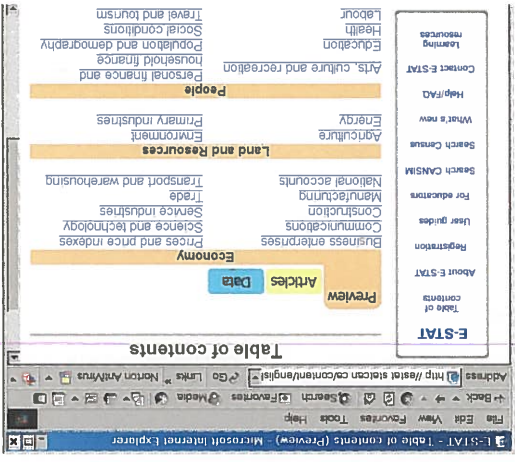 E-STAT - Table of contents (Preview) - Microsoft Internet Explorer
File Edit View Favorites Tools Help
Back Search Favorites Media
Address http://estat.statcan.ca/content/english/ Go Links » Norton AntiVirus
E-STAT
Table of contents
About E-STAT
Registration
User guides
For educators
Search CANSIM
Search Census
What's new
Help/FAQ
Contact E-STAT
Learning resources
Table of contents
Preview Articles Data
Economy
Business enterprises
Communications
Construction
Manufacturing
National accounts
Prices and price indexes
Science and technology
Service industries
Trade
Transport and warehousing
Land and Resources
Agriculture
Energy
Environment
Primary industries
People
Arts, culture and recreation
Education
Health
Labour
Personal finance and
household finance
Population and demography
Social conditions
Travel and tourism